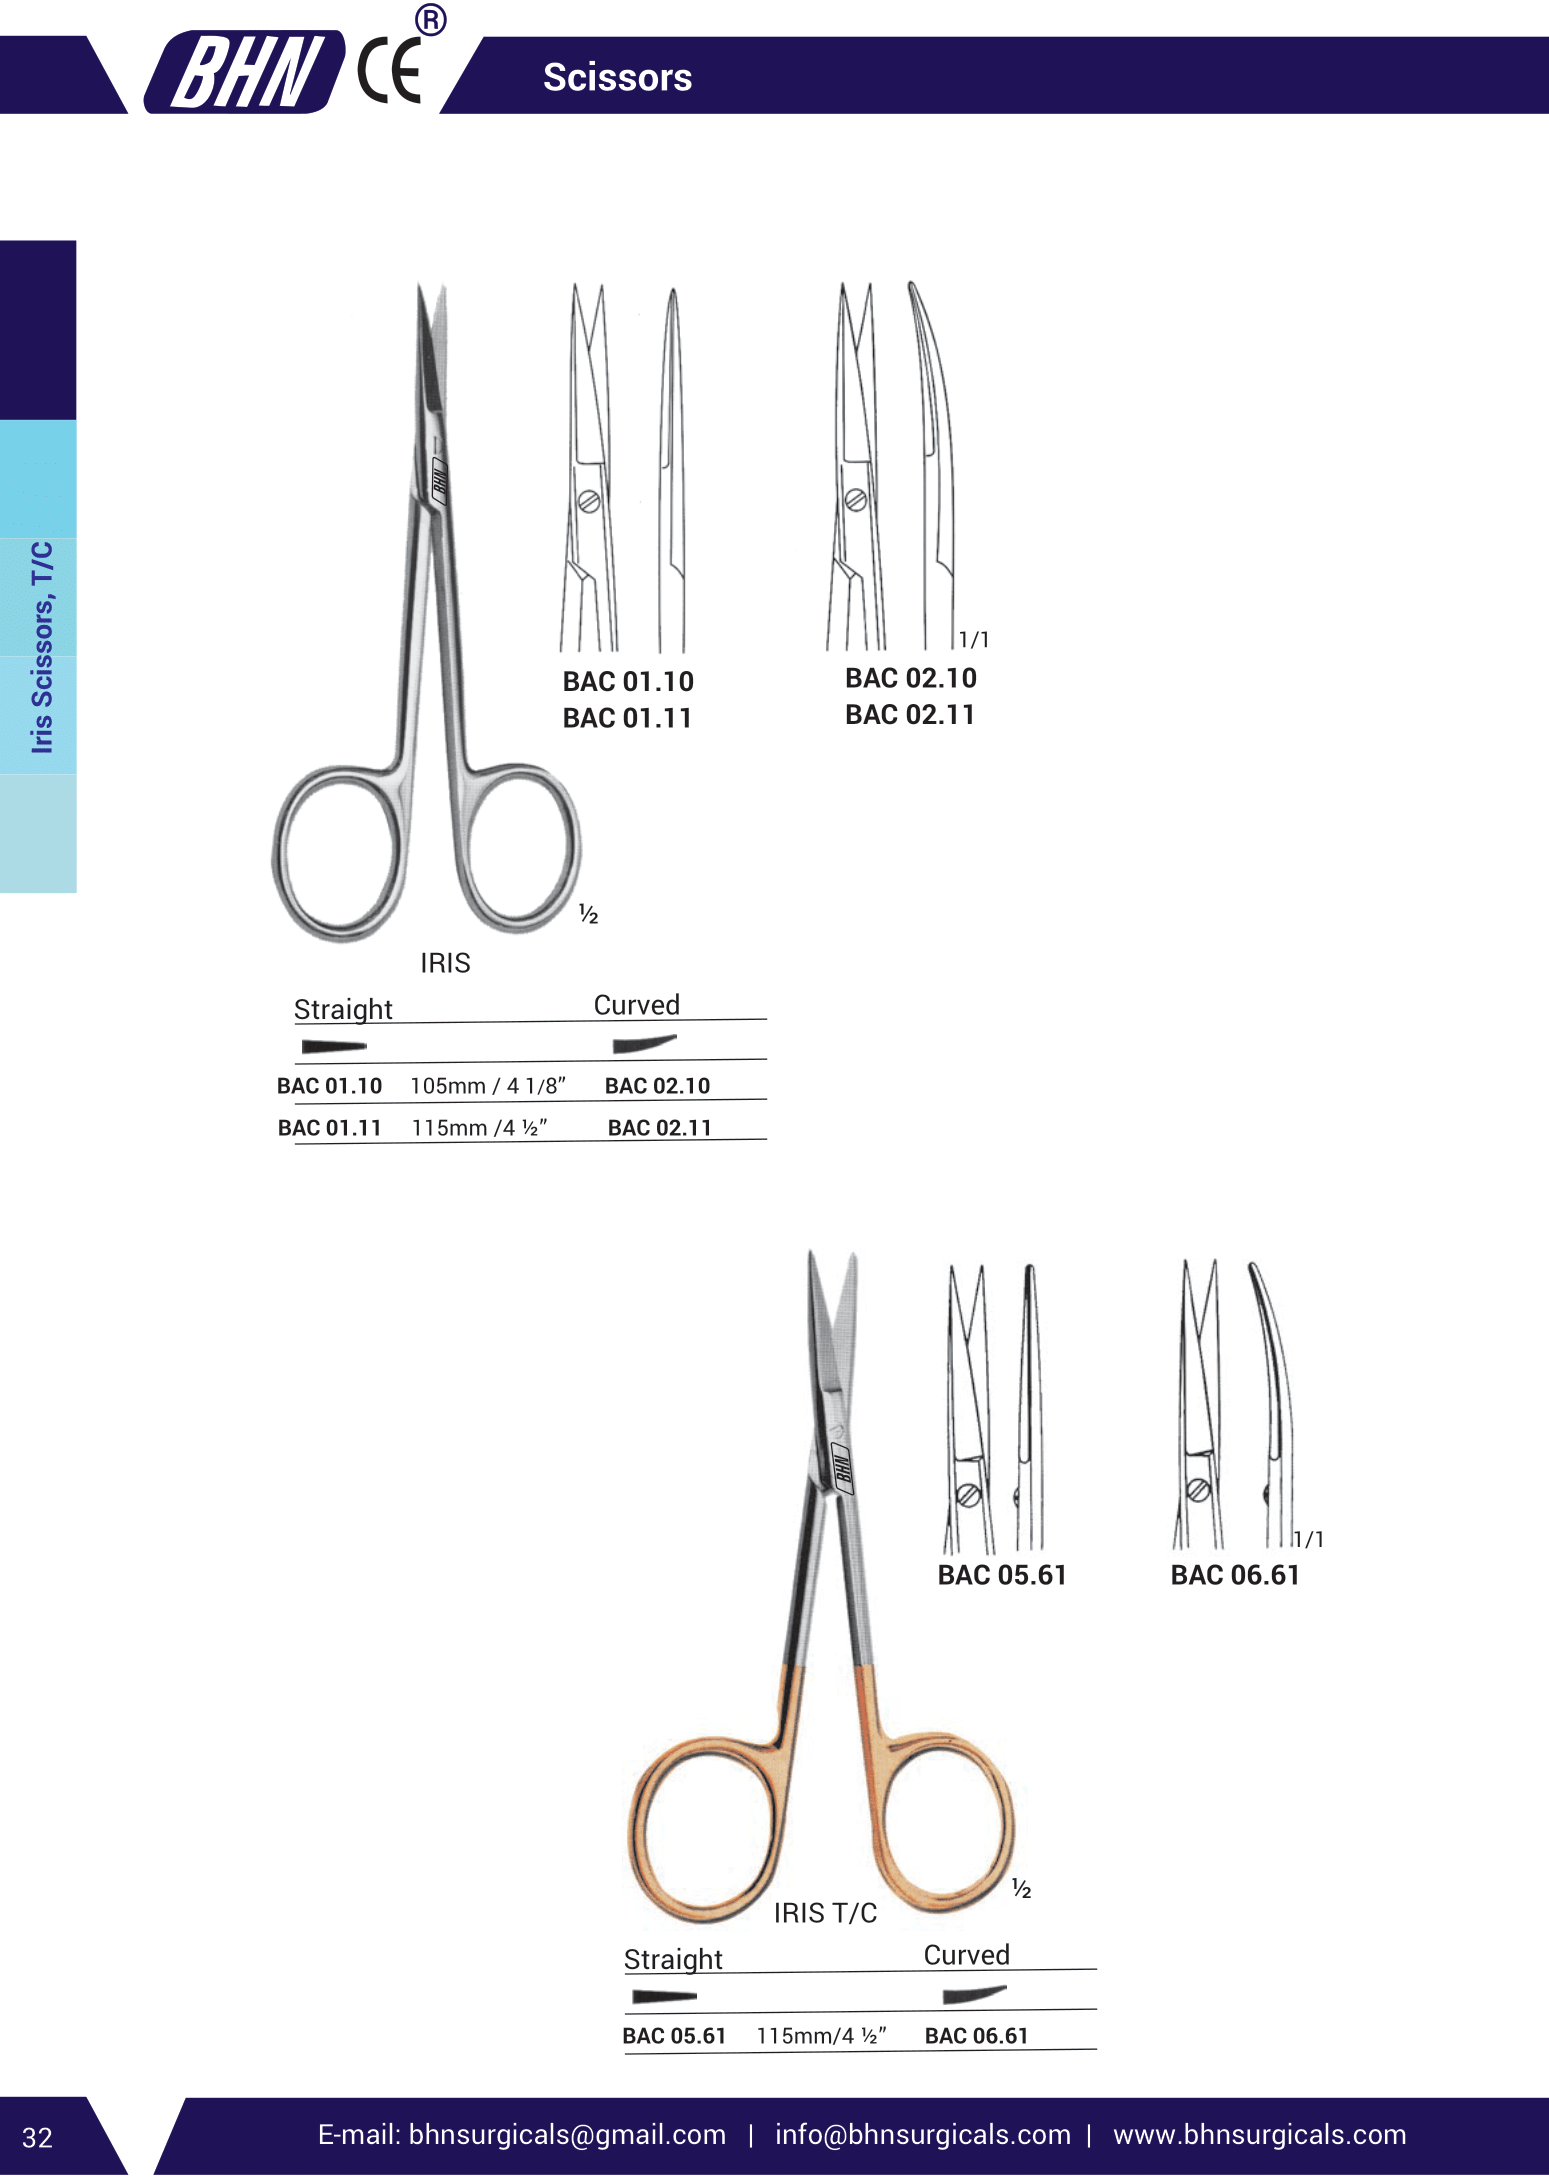 BHN CE ®
Scissors
Iris Scissors, T/C
BHN
1/1
BAC 01.10
BAC 01.11
BAC 02.10
BAC 02.11
½
IRIS
Straight Curved
BAC 01.10 105mm / 4 1/8” BAC 02.10
BAC 01.11 115mm /4 ½” BAC 02.11
BHN
1/1
BAC 05.61 BAC 06.61
½
IRIS T/C
Straight Curved
BAC 05.61 115mm/4 ½” BAC 06.61
32
E-mail: bhnsurgicals@gmail.com | info@bhnsurgicals.com | www.bhnsurgicals.com